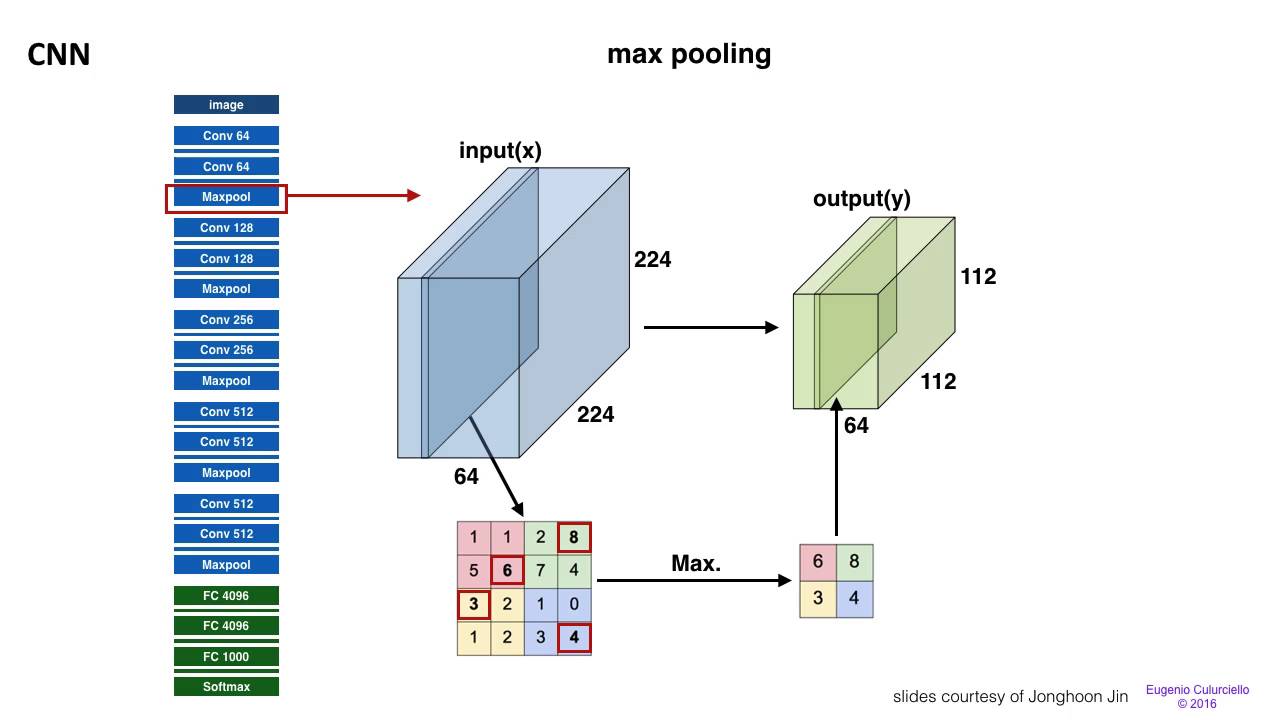 CNN
max pooling
image
Conv 64
Conv 64
Maxpool
Conv 128
Conv 128
Maxpool
Conv 256
Conv 256
Maxpool
Conv 512
Conv 512
Maxpool
Conv 512
Conv 512
Maxpool
FC 4096
FC 4096
FC 1000
Softmax
input(x)
224
224
64
output(y)
112
112
64
1 1 2 8
5 6 7 4
3 2 1 0
1 2 3 4
Max.
6 8
3 4
slides courtesy of Jonghoon Jin
Eugenio Culurciello
© 2016